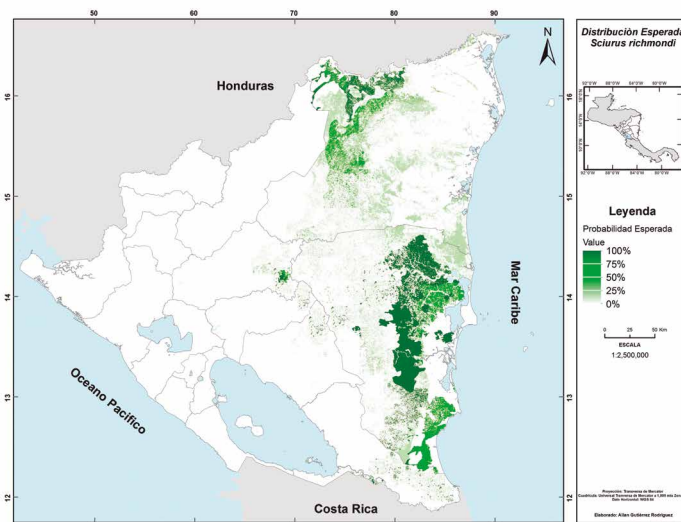 50 60 70 80 90
N
Honduras
Mar Caribe
Oceano Pacifico
Costa Rica
16
15
14
13
12
16
15
14
13
12
Distribuciòn Esperada
Sciurus richmondi
Leyenda
Probabilidad Esperada
Value
100%
75%
50%
25%
0%
0 25 50 Km
ESCALA
1:2,500,000
Elaborado: Allan Gutiérrez Rodríguez